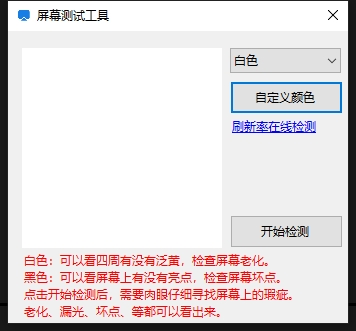 屏幕测试工具
白色
自定义颜色
刷新率在线检测
开始检测
白色：可以看四周有没有泛黄，检查屏幕老化。
黑色：可以看屏幕上有没有亮点，检查屏幕坏点。
点击开始检测后，需要肉眼仔细寻找屏幕上的瑕疵。
老化、漏光、坏点、等都可以看出来。